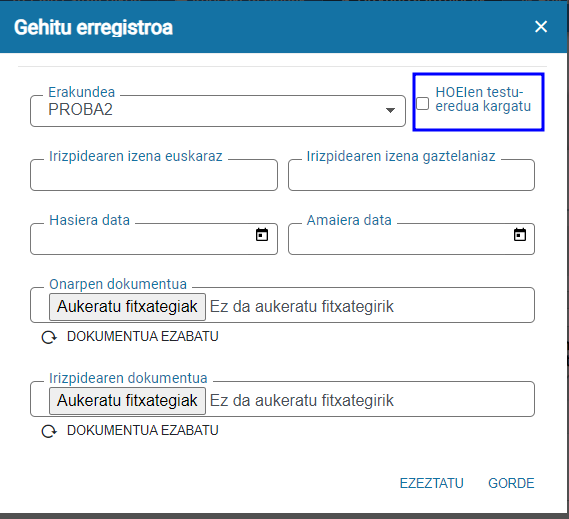 Gehitu erregistroa
Erakundea
PROBA2
HOEIen testu-
eredua kargatu
Irizpidearen izena euskaraz
Irizpidearen izena gaztelaniaz
Hasiera data
Amaiera data
Onarpen dokumentua
Aukeratu fitxategiak Ez da aukeratu fitxategirik
DOKUMENTUA EZABATU
Irizpidearen dokumentua
Aukeratu fitxategiak Ez da aukeratu fitxategirik
DOKUMENTUA EZABATU
EZEZTATU GORDE